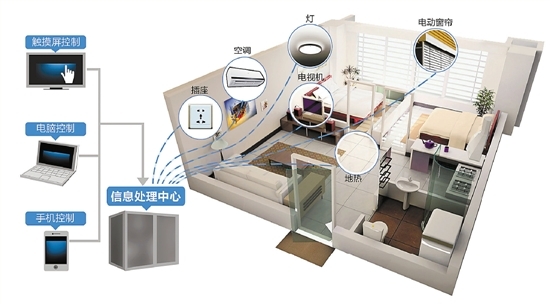 触摸屏控制
电脑控制
手机控制
信息处理中心
插座
空调
灯
电视机
电动窗帘
地热